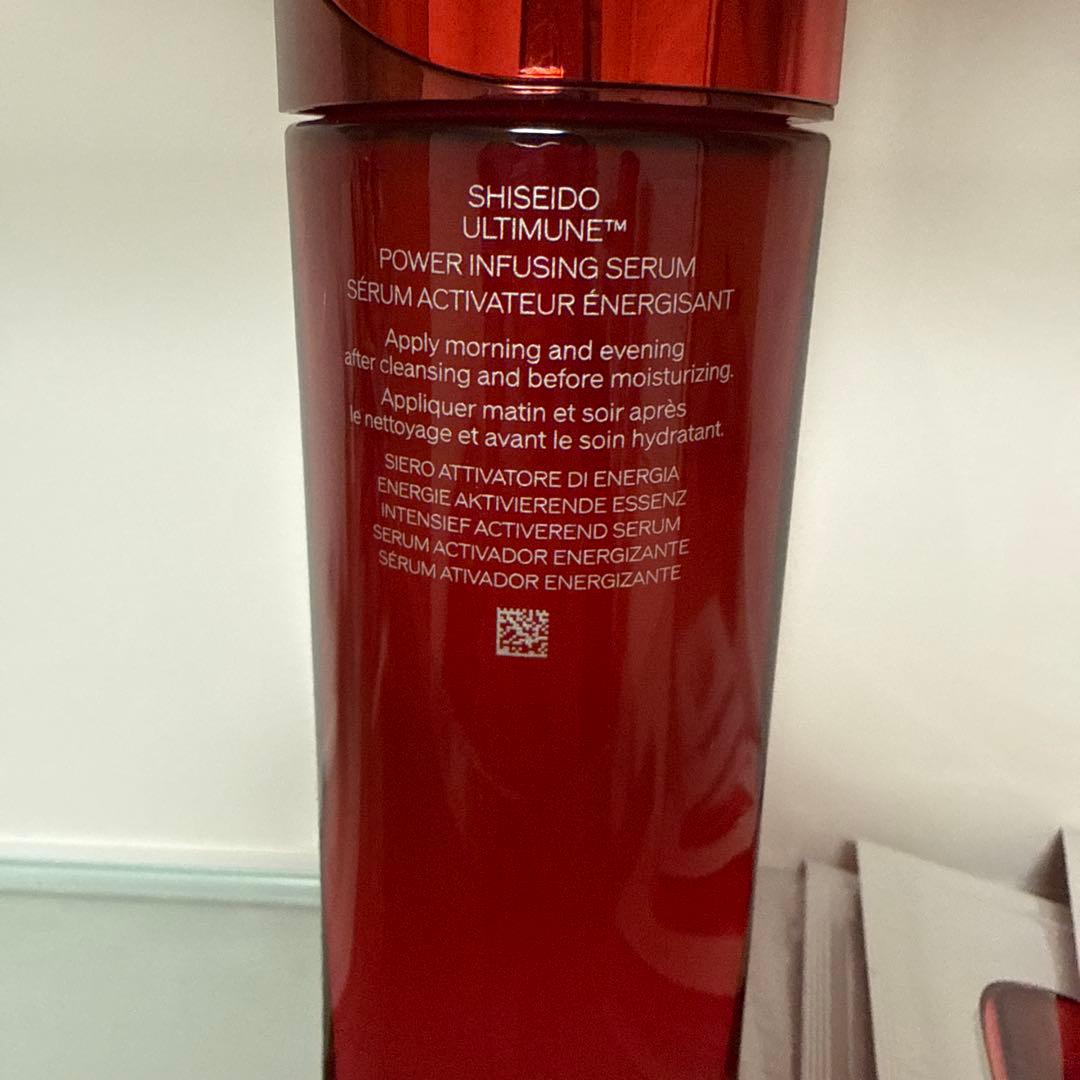 SHISEIDO
ULTIMUNE™
POWER INFUSING SERUM
SÉRUM ACTIVATEUR ÉNERGISANT
Apply morning and evening
after cleansing and before moisturizing.
Appliquer matin et soir après
le nettoyage et avant le soin hydratant.
SIERO ATTIVATORE DI ENERGIA
ENERGIE AKTIVIERENDE ESSENZ
INTENSIEF ACTIVEREND SERUM
SERUM ACTIVADOR ENERGIZANTE
SÉRUM ATIVADOR ENERGIZANTE